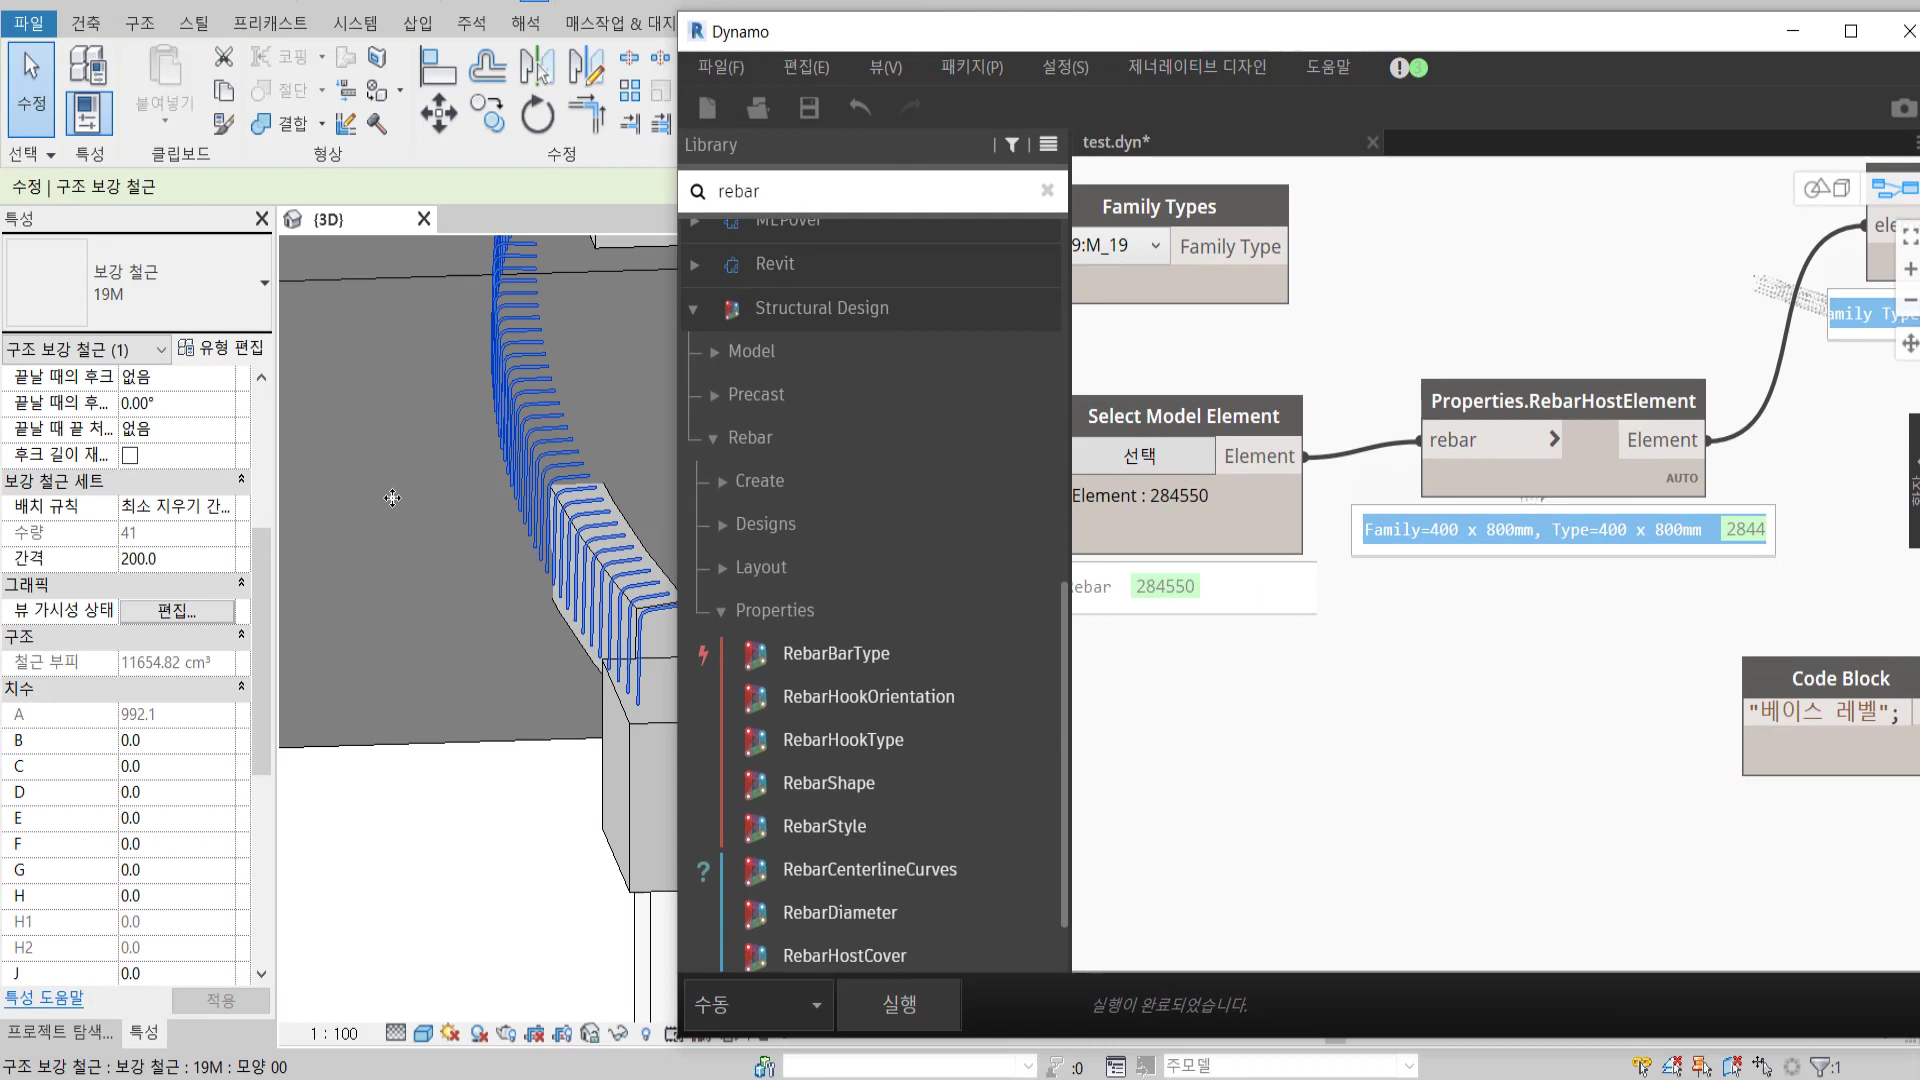 파일 건축 구조 스틸 프리캐스트 시스템 삽입 주석 해석 매스작업 & 대지
수정
붙여넣기
코핑
절단
결합
선택 특성 클립보드 형상 수정
수정 | 구조 보강 철근
특성
{3D}
보강 철근
19M
구조 보강 철근 (1)
유형 편집
끝날 때의 후크 없음
끝날 때의 후... 0.00°
끝날 때 끝 처... 없음
후크 길이 재...
보강 철근 세트
배치 규칙 최소 지우기 간...
수량 41
간격 200.0
그래픽
뷰 가시성 상태 편집...
구조
철근 부피 11654.82 cm³
치수
A 992.1
B 0.0
C 0.0
D 0.0
E 0.0
F 0.0
G 0.0
H 0.0
H1 0.0
H2 0.0
J 0.0
특성 도움말 적용
프로젝트 탐색... 특성
1 : 100
구조 보강 철근 : 보강 철근 : 19M : 모양 00
:0
주모델
:1
Dynamo
파일(F) 편집(E) 뷰(V) 패키지(P) 설정(S) 제너레이티브 디자인 도움말 3
Library
test.dyn*
rebar
MEPover
Revit
Structural Design
Model
Precast
Rebar
Create
Designs
Layout
Properties
RebarBarType
RebarHookOrientation
RebarHookType
RebarShape
RebarStyle
RebarCenterlineCurves
RebarDiameter
RebarHostCover
수동 실행
실행이 완료되었습니다.
Family Types
9:M_19 Family Type
Select Model Element
선택 Element
Element : 284550
ebar 284550
Properties.RebarHostElement
rebar > Element
AUTO
Family=400 x 800mm, Type=400 x 800mm 2844
ele
amily Type
Code Block
"베이스 레벨";